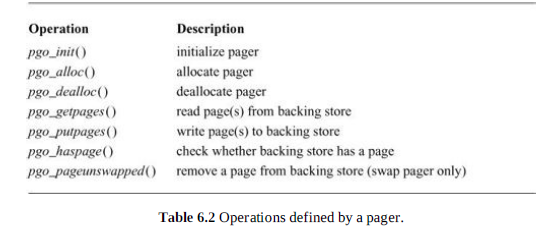 Operation Description
pgo_init() initialize pager
pgo_alloc() allocate pager
pgo_dealloc() deallocate pager
pgo_getpages() read page(s) from backing store
pgo_putpages() write page(s) to backing store
pgo_haspage() check whether backing store has a page
pgo_pageunswapped() remove a page from backing store (swap pager only)
Table 6.2 Operations defined by a pager.